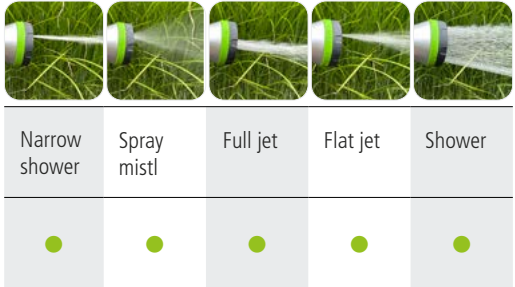 Narrow
shower
Spray
mistl
Full jet
Flat jet
Shower